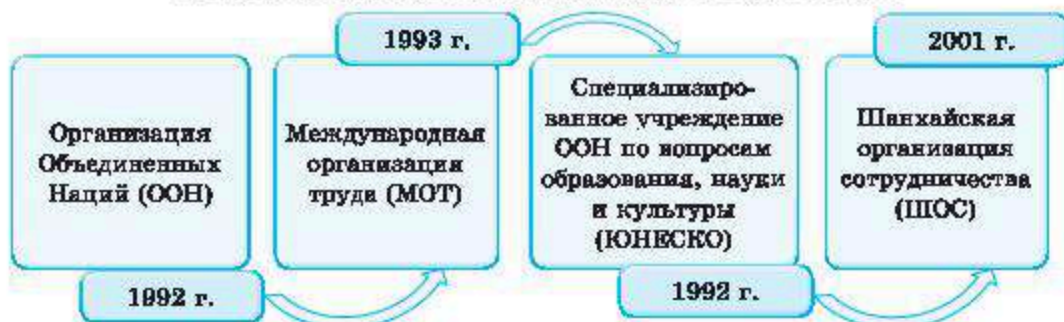 1993 г.
2001 г.
Организация
Объединенных
Наций (ООН)
Международная
организация
труда (МОТ)
Специализиро-
ванное учреждение
ООН по вопросам
образования, науки
и культуры
(ЮНЕСКО)
Шанхайская
организация
сотрудничества
(ШОС)
1992 г.
1992 г.